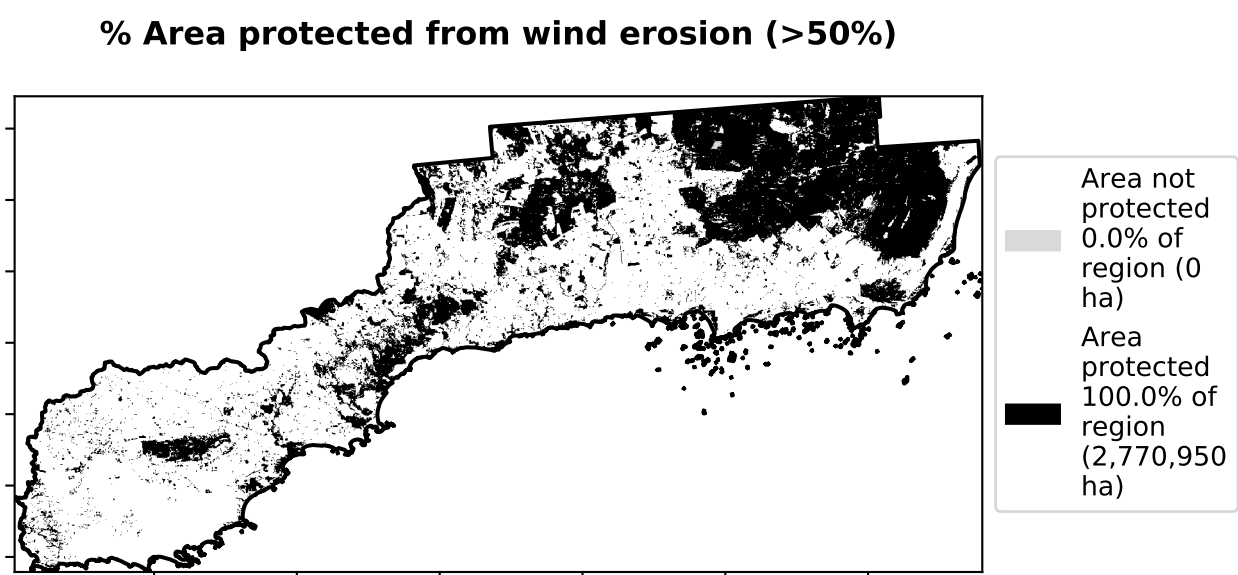 % Area protected from wind erosion (>50%)
Area not
protected
0.0% of
region (0
ha)
Area
protected
100.0% of
region
(2,770,950
ha)